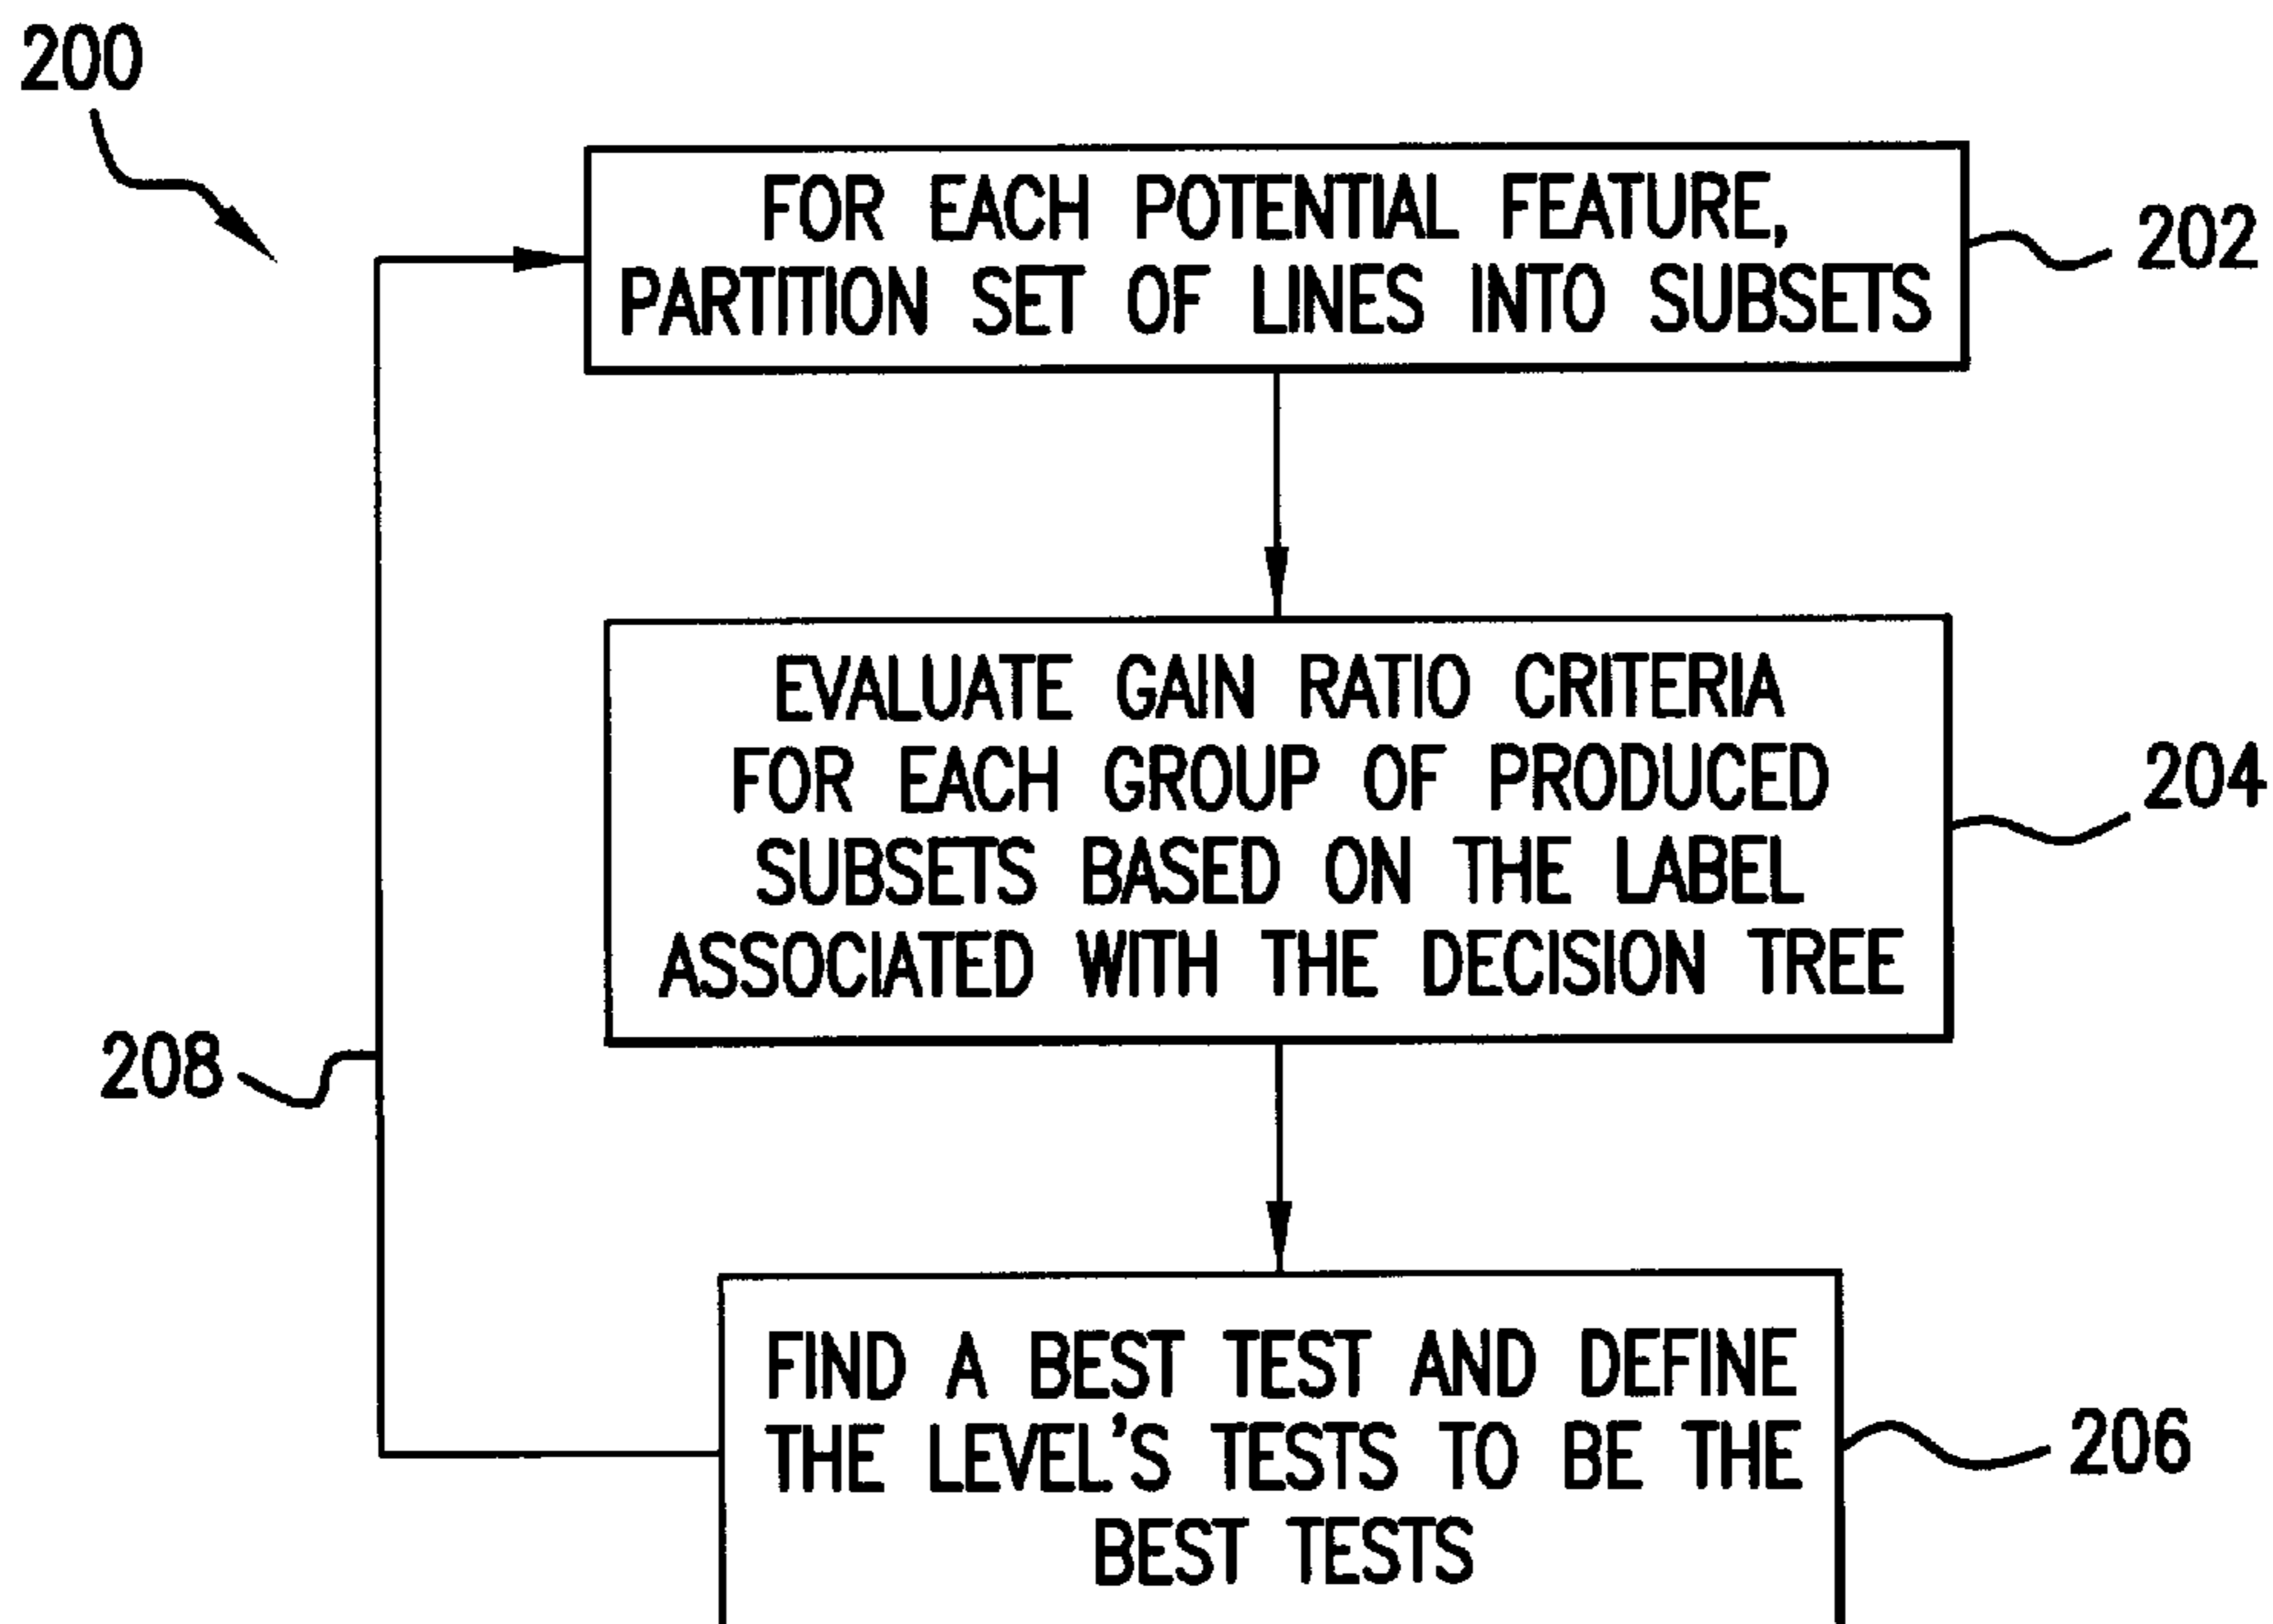 200
FOR EACH POTENTIAL FEATURE,
PARTITION SET OF LINES INTO SUBSETS
202
EVALUATE GAIN RATIO CRITERIA
FOR EACH GROUP OF PRODUCED
SUBSETS BASED ON THE LABEL
ASSOCIATED WITH THE DECISION TREE
204
208
FIND A BEST TEST AND DEFINE
THE LEVEL'S TESTS TO BE THE
BEST TESTS
206